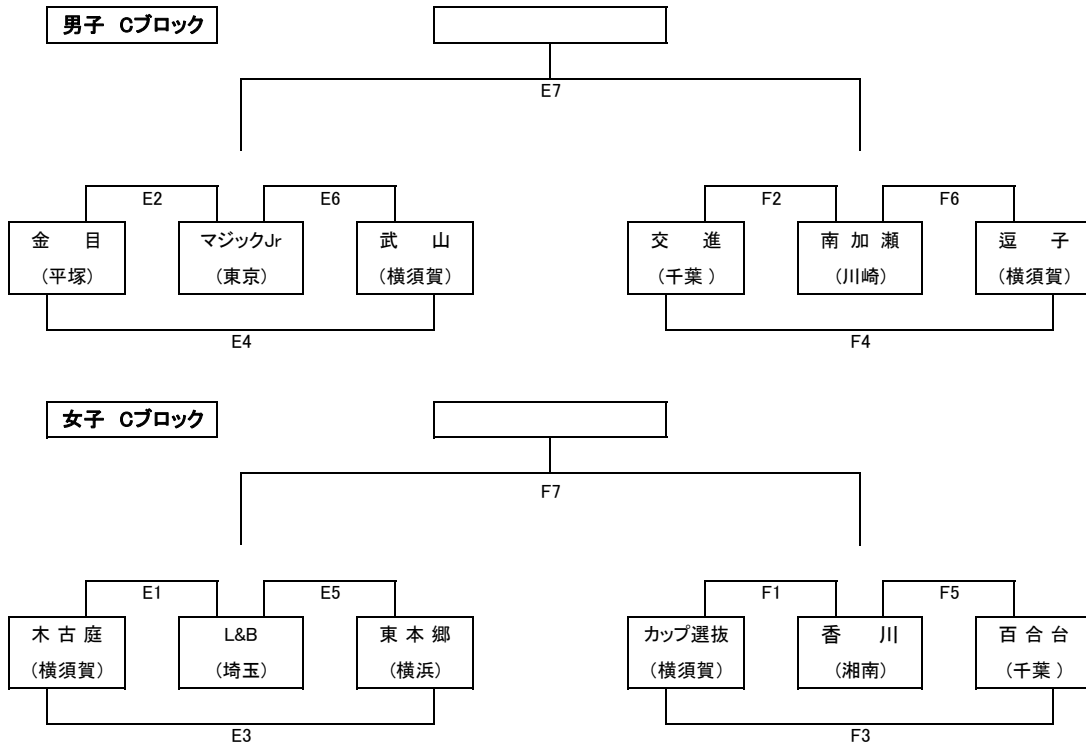 男子 Cブロック
E7
E2 E6 F2 F6
金目 マジックJr 武山 交進 南加瀬 逗子
(平塚) (東京) (横須賀) (千葉) (川崎) (横須賀)
E4 F4
女子 Cブロック
F7
E1 E5 F1 F5
木古庭 L&B 東本郷 カップ選抜 香川 百合台
(横須賀) (埼玉) (横浜) (横須賀) (湘南) (千葉)
E3 F3